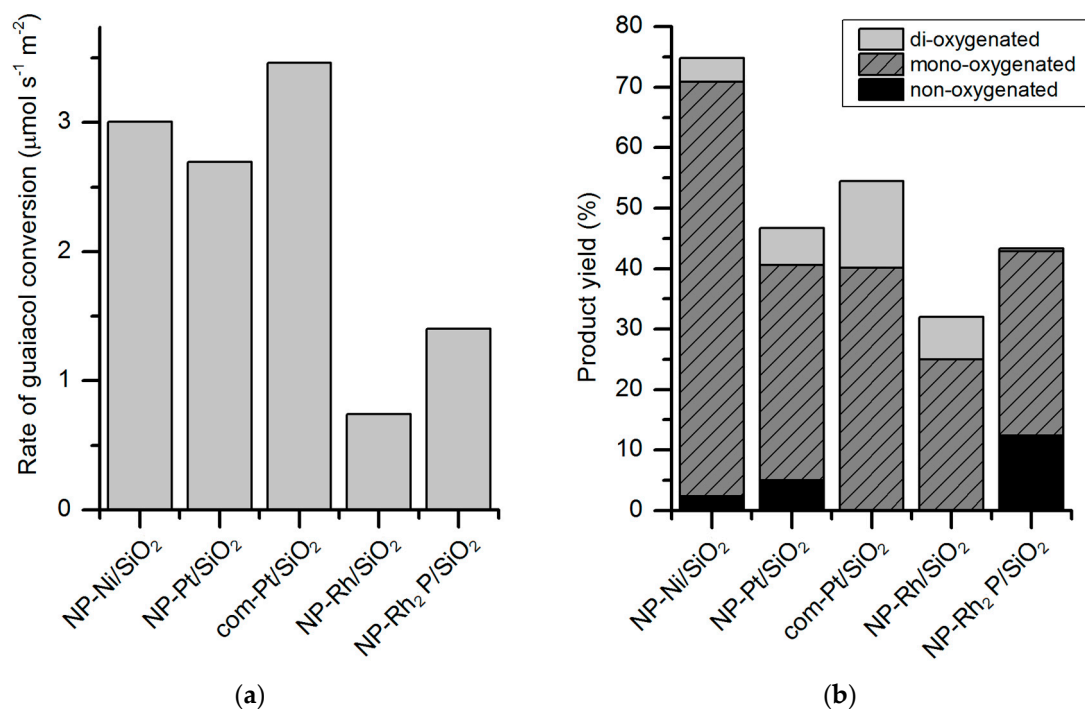 Rate of guaiacol conversion (μmol s⁻¹ m⁻²)
3
2
1
0
NP-Ni/SiO₂
NP-Pt/SiO₂
com-Pt/SiO₂
NP-Rh/SiO₂
NP-Rh₂ P/SiO₂
(a)
Product yield (%)
80
70
60
50
40
30
20
10
0
di-oxygenated
mono-oxygenated
non-oxygenated
NP-Ni/SiO₂
NP-Pt/SiO₂
com-Pt/SiO₂
NP-Rh/SiO₂
NP-Rh₂ P/SiO₂
(b)